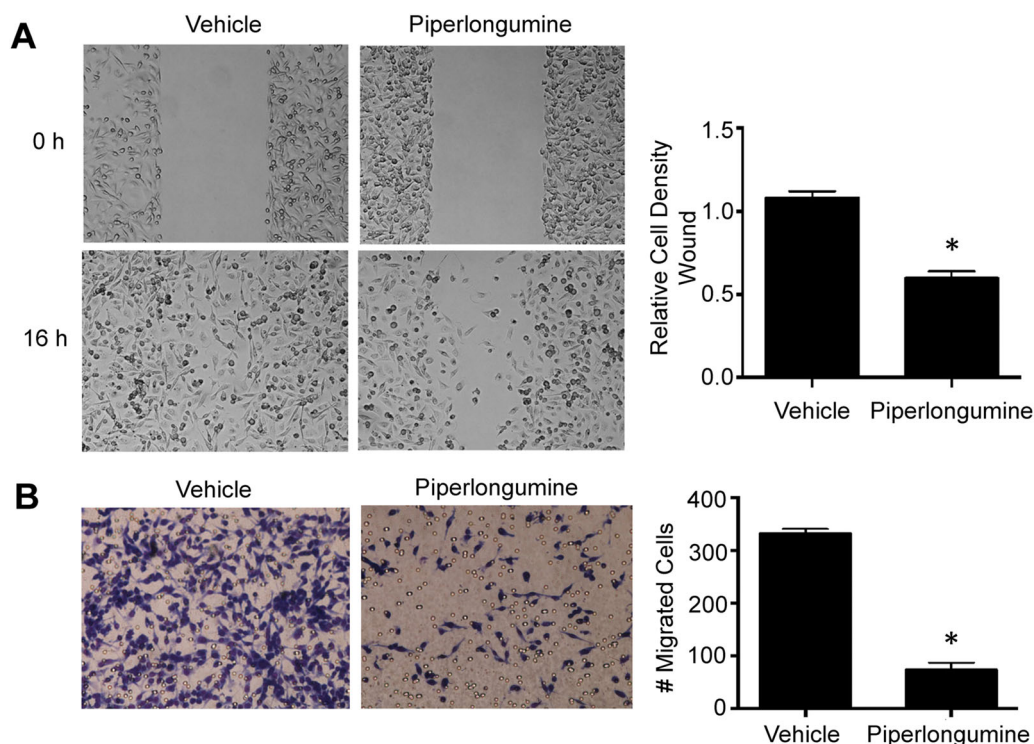 A
Vehicle
Piperlongumine
0 h
16 h
Relative Cell Density
Wound
1.5
1.0
0.5
0.0
*
Vehicle
Piperlongumine
B
Vehicle
Piperlongumine
# Migrated Cells
400
300
200
100
0
*
Vehicle
Piperlongumine